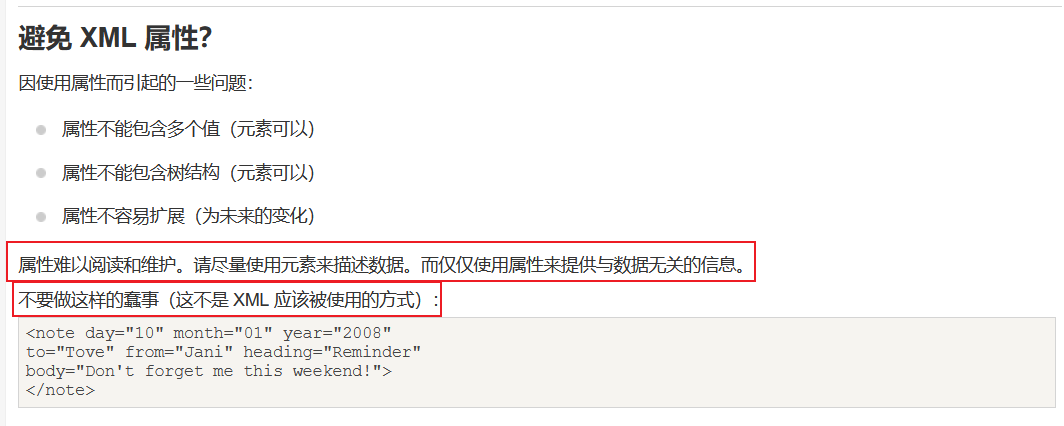 避免 XML 属性？
因使用属性而引起的一些问题：
属性不能包含多个值（元素可以）
属性不能包含树结构（元素可以）
属性不容易扩展（为未来的变化）
属性难以阅读和维护。请尽量使用元素来描述数据。而仅仅使用属性来提供与数据无关的信息。
不要做这样的蠢事（这不是 XML 应该被使用的方式）：
<note day="10" month="01" year="2008"
to="Tove" from="Jani" heading="Reminder"
body="Don't forget me this weekend!">
</note>